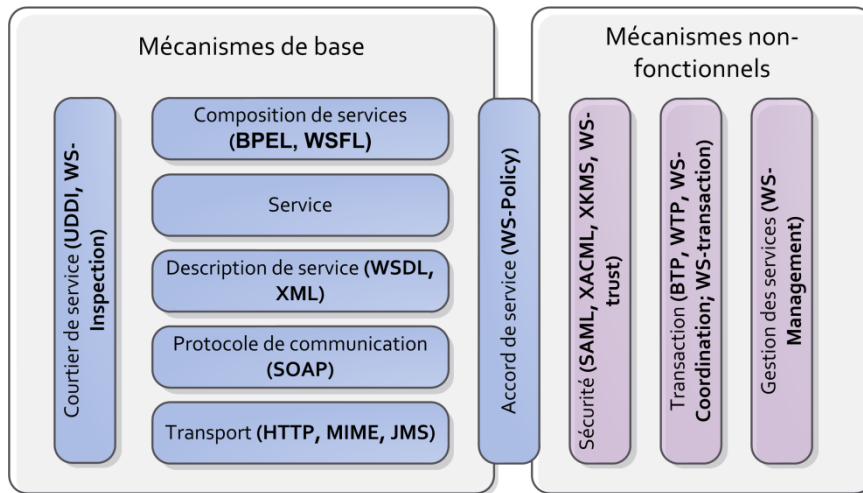 Mécanismes de base
Mécanismes non-
fonctionnels
Courtier de service (UDDI, WS-
Inspection)
Composition de services
(BPEL, WSFL)
Service
Description de service (WSDL,
XML)
Protocole de communication
(SOAP)
Transport (HTTP, MIME, JMS)
Accord de service (WS-Policy)
Sécurité (SAML, XACML, XKMS, WS-
trust)
Transaction (BTP, WTP, WS-
Coordination; WS-transaction)
Gestion des services (WS-
Management)